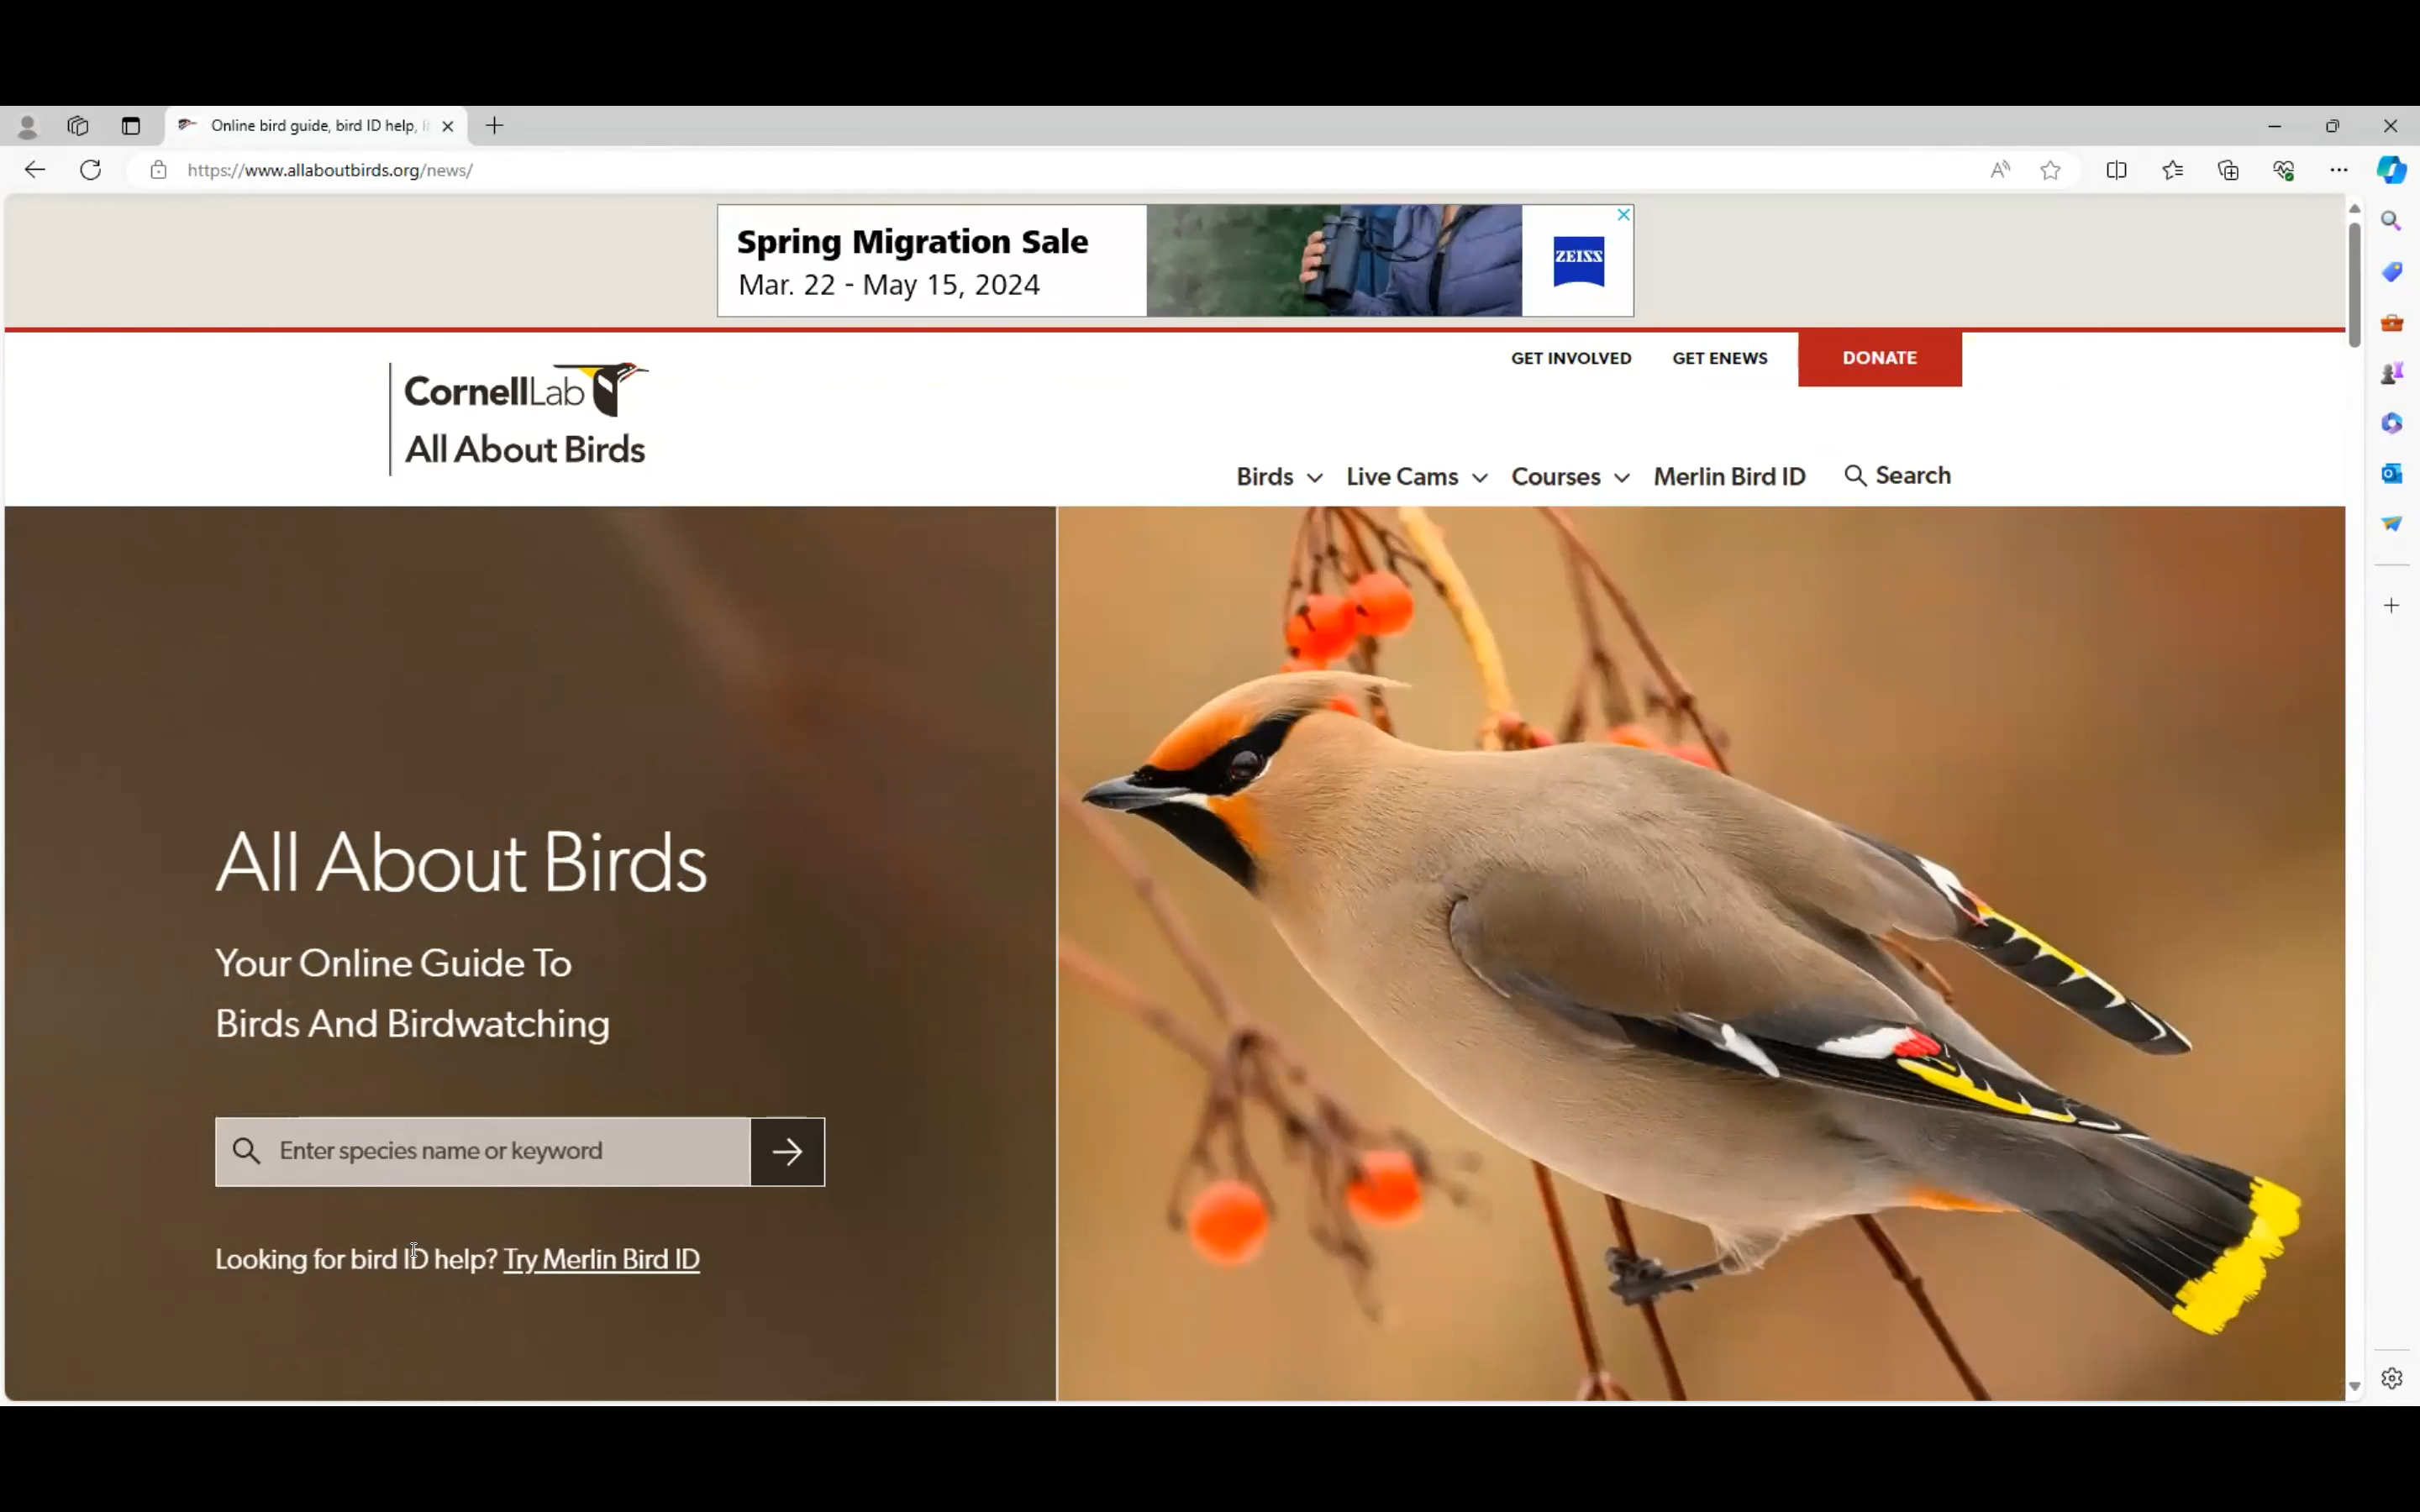 Online bird guide, bird ID help, li
https://www.allaboutbirds.org/news/
Spring Migration Sale
Mar. 22 - May 15, 2024
ZEISS
GET INVOLVED
GET ENEWS
DONATE
CornellLab
All About Birds
Birds
Live Cams
Courses
Merlin Bird ID
Search
All About Birds
Your Online Guide To
Birds And Birdwatching
Enter species name or keyword
Looking for bird ID help? Try Merlin Bird ID